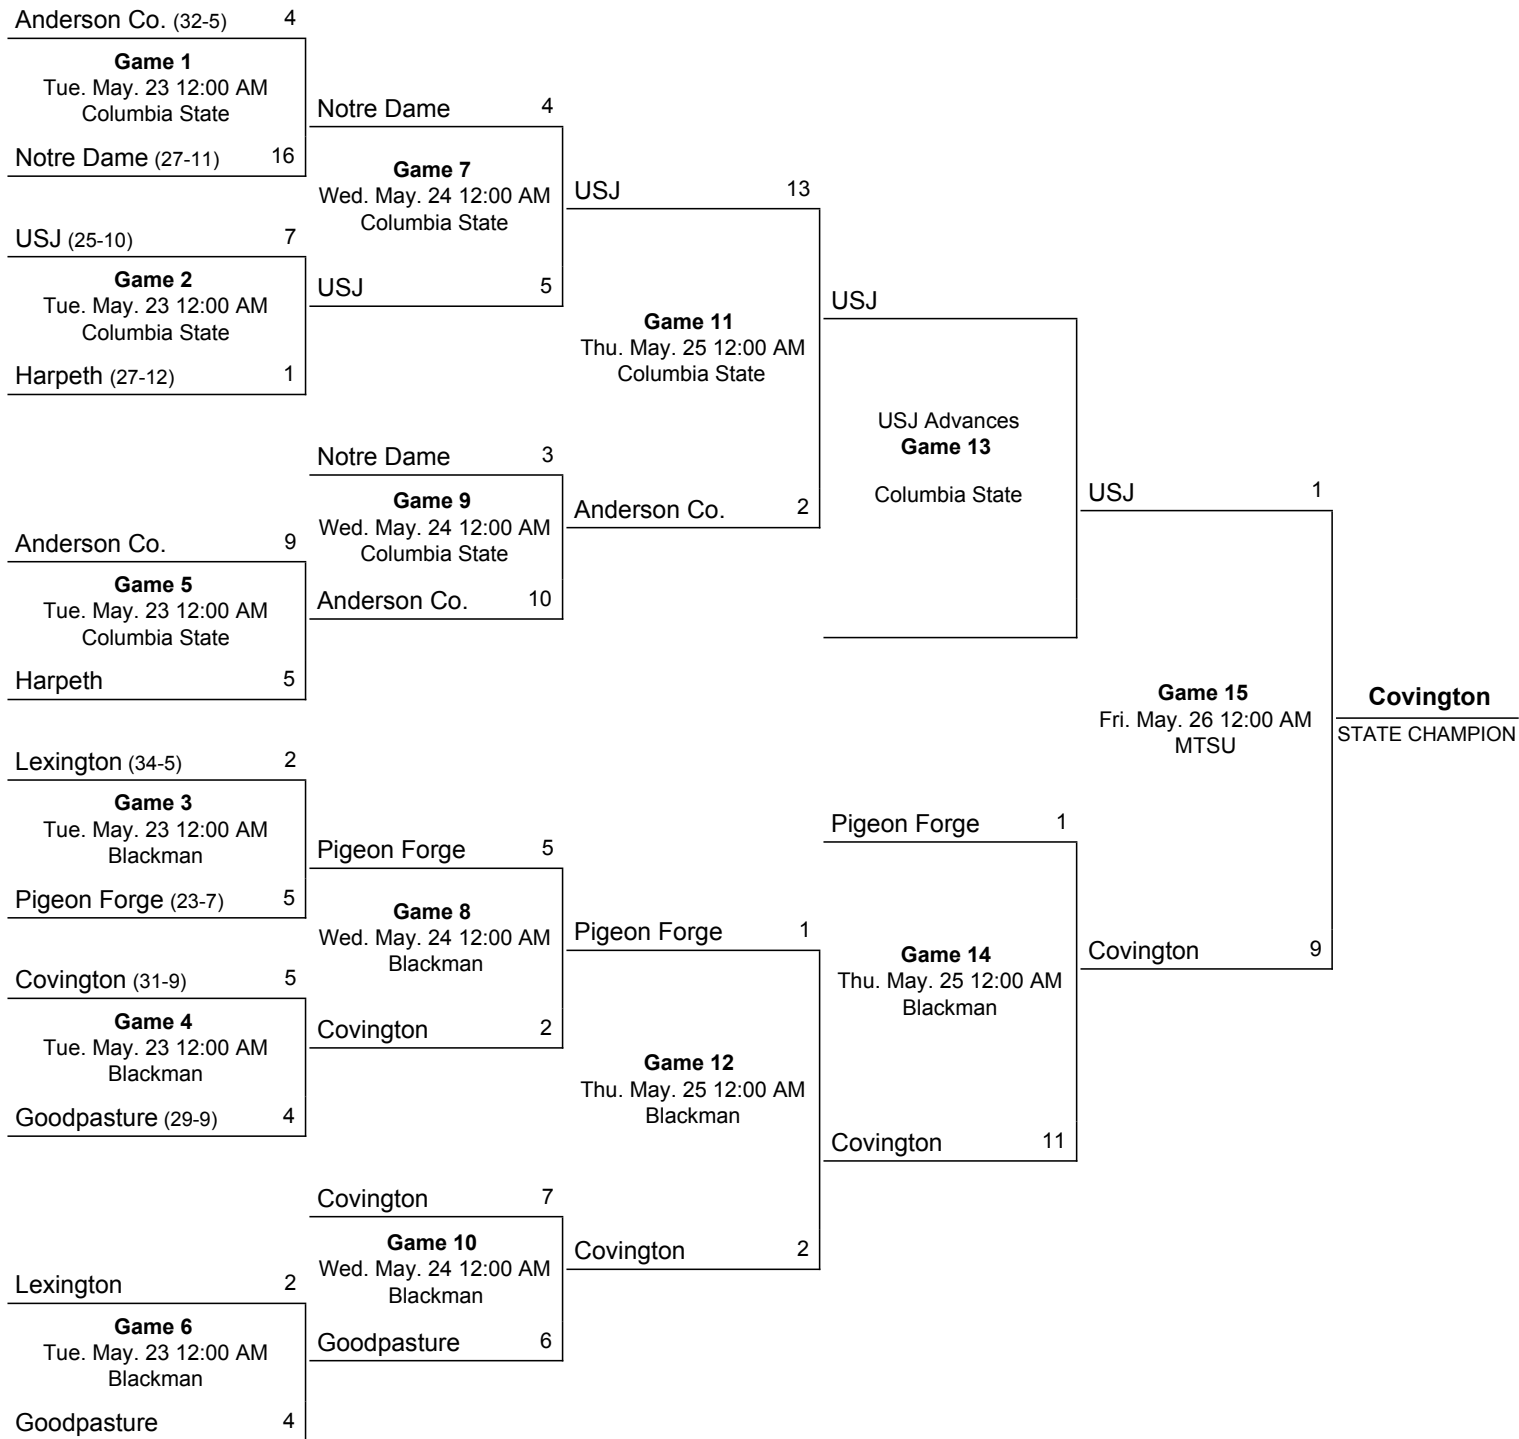 Anderson Co. (32-5) 4
Game 1
Tue. May. 23 12:00 AM
Columbia State
Notre Dame (27-11) 16
USJ (25-10) 7
Game 2
Tue. May. 23 12:00 AM
Columbia State
Harpeth (27-12) 1
Anderson Co. 9
Game 5
Tue. May. 23 12:00 AM
Columbia State
Harpeth 5
Lexington (34-5) 2
Game 3
Tue. May. 23 12:00 AM
Blackman
Pigeon Forge (23-7) 5
Covington (31-9) 5
Game 4
Tue. May. 23 12:00 AM
Blackman
Goodpasture (29-9) 4
Lexington 2
Game 6
Tue. May. 23 12:00 AM
Blackman
Goodpasture 4
Notre Dame 4
Game 7
Wed. May. 24 12:00 AM
Columbia State
USJ 5
Notre Dame 3
Game 9
Wed. May. 24 12:00 AM
Columbia State
Anderson Co. 10
Pigeon Forge 5
Game 8
Wed. May. 24 12:00 AM
Blackman
Covington 2
Covington 7
Game 10
Wed. May. 24 12:00 AM
Blackman
Goodpasture 6
USJ 13
Game 11
Thu. May. 25 12:00 AM
Columbia State
Anderson Co. 2
Pigeon Forge 1
Game 12
Thu. May. 25 12:00 AM
Blackman
Covington 2
USJ
USJ Advances
Game 13
Columbia State
Pigeon Forge 1
Game 14
Thu. May. 25 12:00 AM
Blackman
Covington 11
USJ 1
Game 15
Fri. May. 26 12:00 AM
MTSU
Covington 9
Covington
STATE CHAMPION